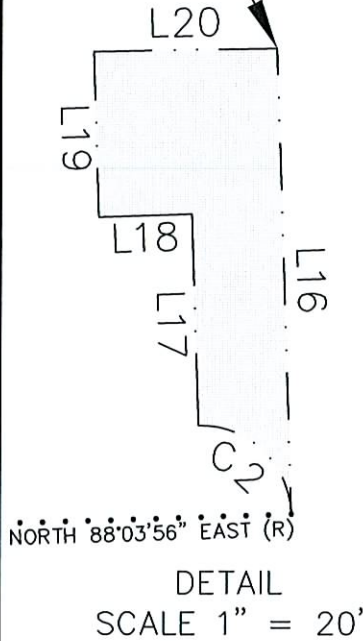 L20
L19
L18
L16
L17
C2
NORTH 88°03'56" EAST (R)
DETAIL
SCALE 1" = 20'